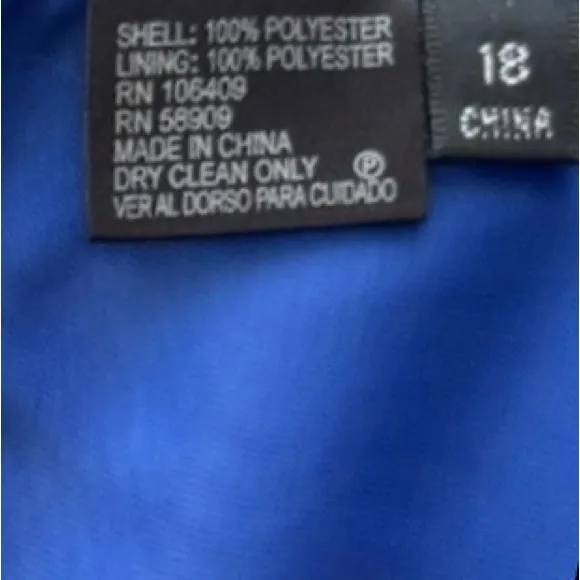 SHELL: 100% POLYESTER
LINING: 100% POLYESTER
RN 106409
RN 58909
MADE IN CHINA
DRY CLEAN ONLY Ⓟ
VER AL DORSO PARA CUIDADO
18
CHINA